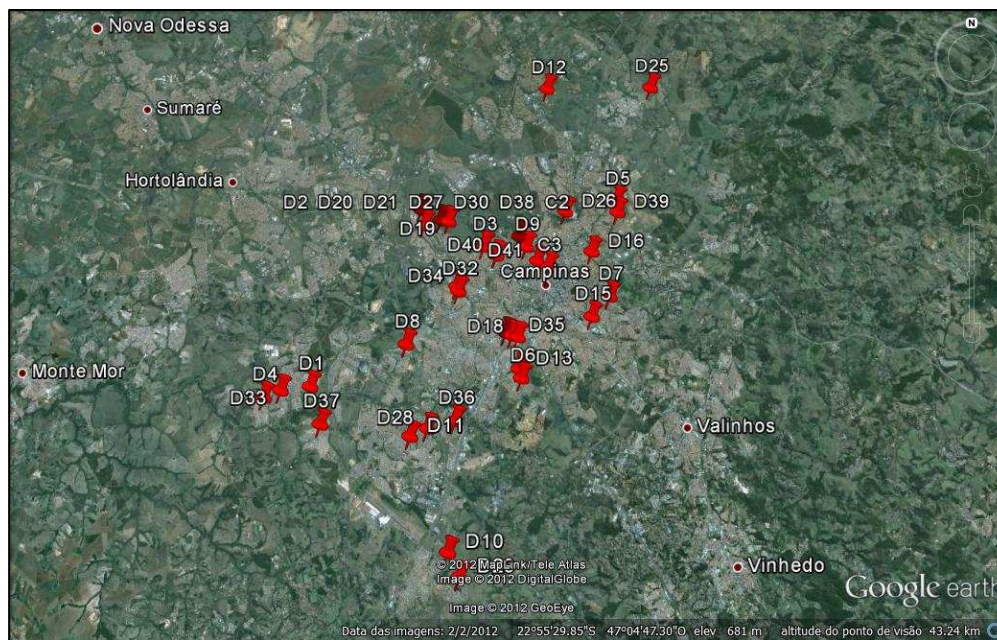 Nova Odessa
N
D12 D25
Sumaré
Hortolândia
D5
D2 D20 D21 D27 D30 D38 C2 D26 D39
D19 D3 D9 D16
D40 D41 C3
D34 D32 Campinas D7
D15
D8 D18 D35
Monte Mor D4 D1 D6 D13
D33 D37 D36
D28 D11 Valinhos
D10
© 2012 MapLink/Tele Atlas
Image © 2012 DigitalGlobe
Vinhedo
Image © 2012 GeoEye
Google earth
Data das imagens: 2/2/2012 22°55'29.85"S 47°04'47.30"O elev 681 m altitude do ponto de visão 43.24 km